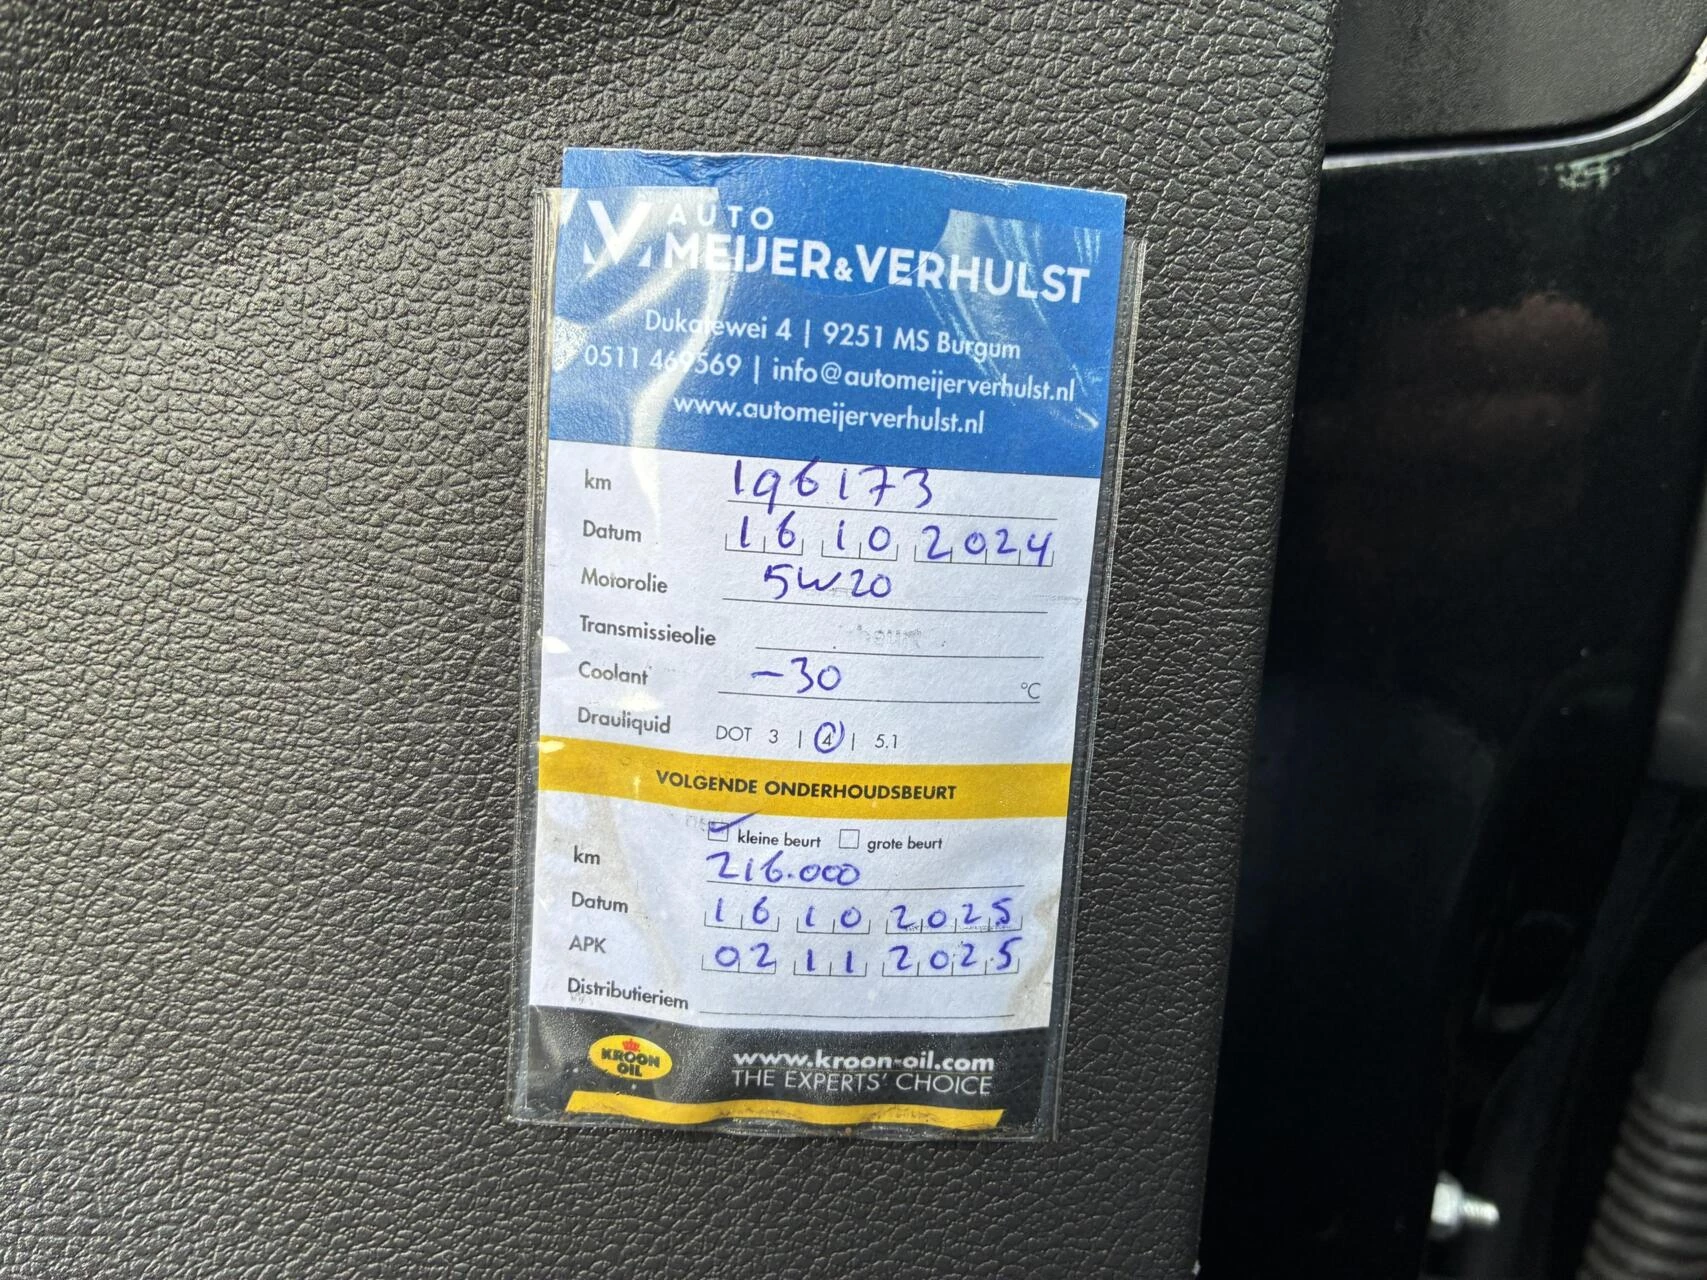 AUTO
MEIJER&VERHULST
Dukatewei 4 | 9251 MS Burgum
0511 469569 | info@automeijerverhulst.nl
www.automeijerverhulst.nl
km 196173
Datum 16 10 2024
Motorolie 5W20
Transmissieolie
Coolant -30 °C
Drauliquid DOT 3 | 4 | 5.1
VOLGENDE ONDERHOUDSBEURT
kleine beurt grote beurt
km 216.000
Datum 16 10 2025
APK 02 11 2025
Distributieriem
KROON OIL
www.kroon-oil.com
THE EXPERTS' CHOICE